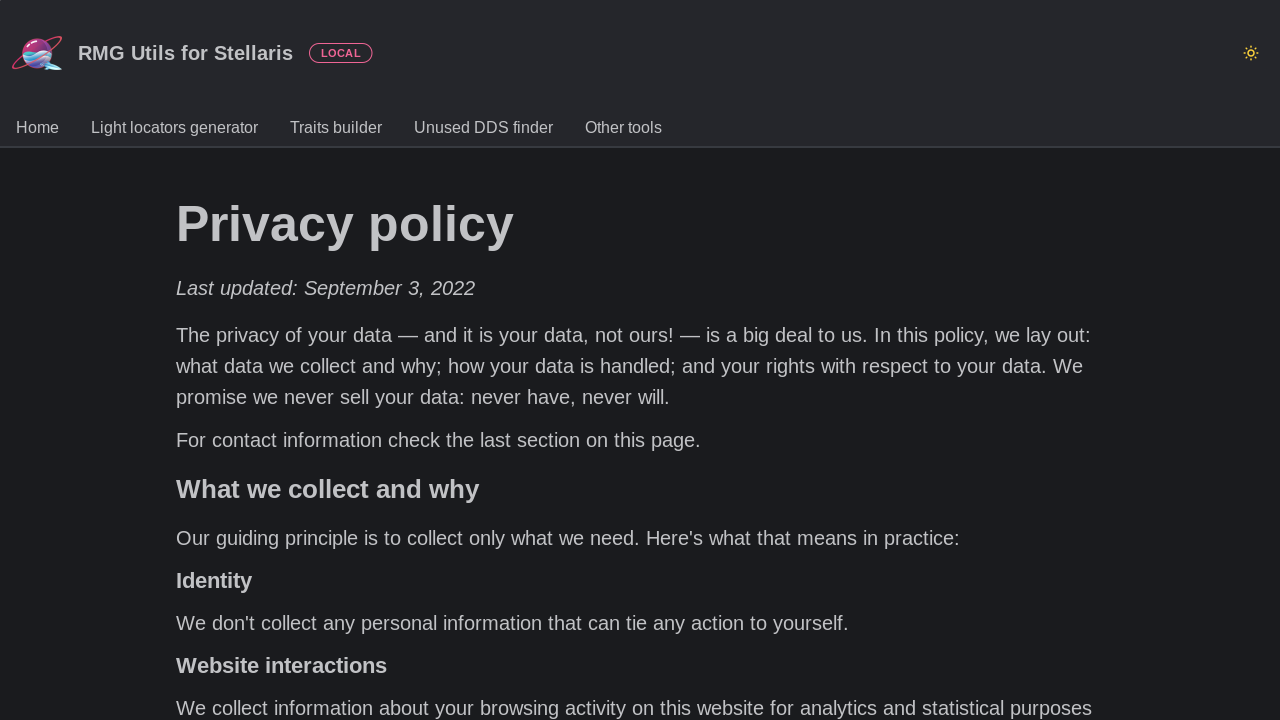 RMG Utils for Stellaris
LOCAL
Home
Light locators generator
Traits builder
Unused DDS finder
Other tools
Privacy policy
Last updated: September 3, 2022
The privacy of your data — and it is your data, not ours! — is a big deal to us. In this policy, we lay out:
what data we collect and why; how your data is handled; and your rights with respect to your data. We
promise we never sell your data: never have, never will.
For contact information check the last section on this page.
What we collect and why
Our guiding principle is to collect only what we need. Here's what that means in practice:
Identity
We don't collect any personal information that can tie any action to yourself.
Website interactions
We collect information about your browsing activity on this website for analytics and statistical purposes